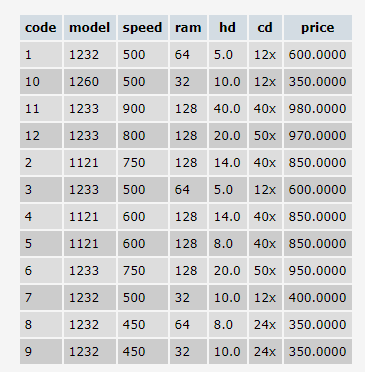 code model speed ram hd cd price
1 1232 500 64 5.0 12x 600.0000
10 1260 500 32 10.0 12x 350.0000
11 1233 900 128 40.0 40x 980.0000
12 1233 800 128 20.0 50x 970.0000
2 1121 750 128 14.0 40x 850.0000
3 1233 500 64 5.0 12x 600.0000
4 1121 600 128 14.0 40x 850.0000
5 1121 600 128 8.0 40x 850.0000
6 1233 750 128 20.0 50x 950.0000
7 1232 500 32 10.0 12x 400.0000
8 1232 450 64 8.0 24x 350.0000
9 1232 450 32 10.0 24x 350.0000